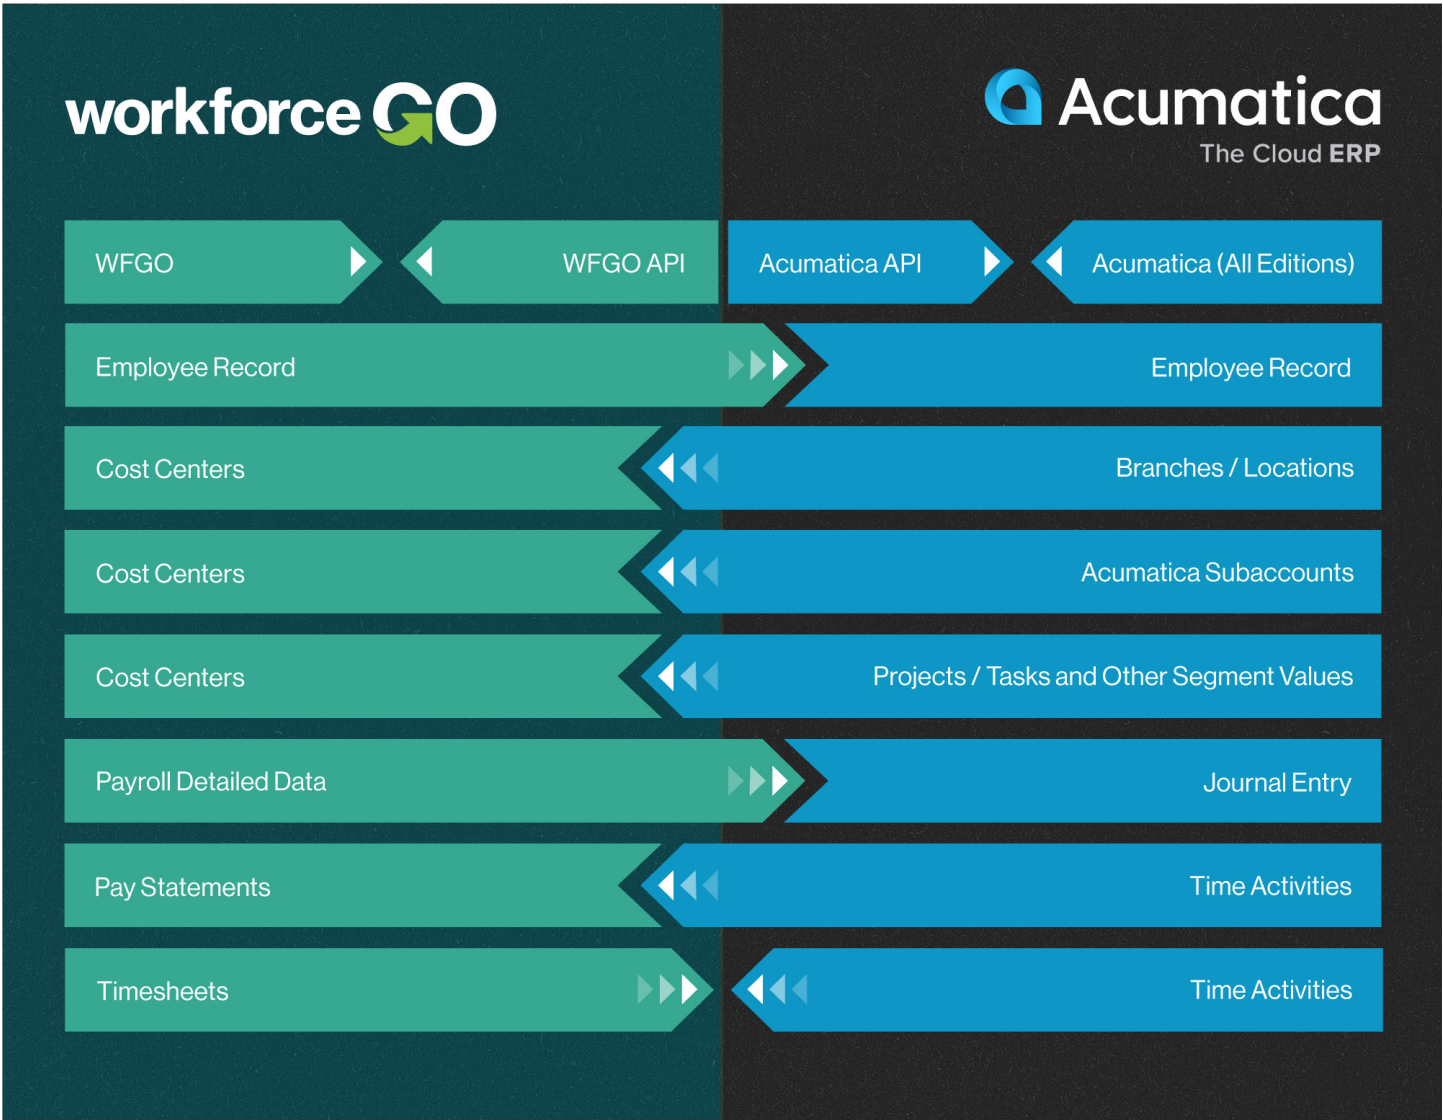 workforce GO
Acumatica
The Cloud ERP
WFGO
WFGO API
Acumatica API
Acumatica (All Editions)
Employee Record
Employee Record
Cost Centers
Branches / Locations
Cost Centers
Acumatica Subaccounts
Cost Centers
Projects / Tasks and Other Segment Values
Payroll Detailed Data
Journal Entry
Pay Statements
Time Activities
Timesheets
Time Activities